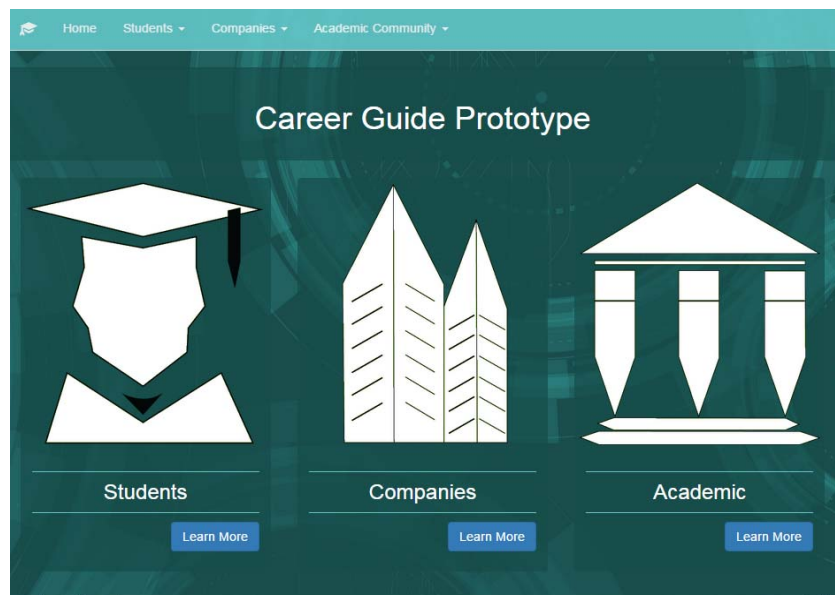 Home Students Companies Academic Community
Career Guide Prototype
Students Companies Academic
Learn More Learn More Learn More